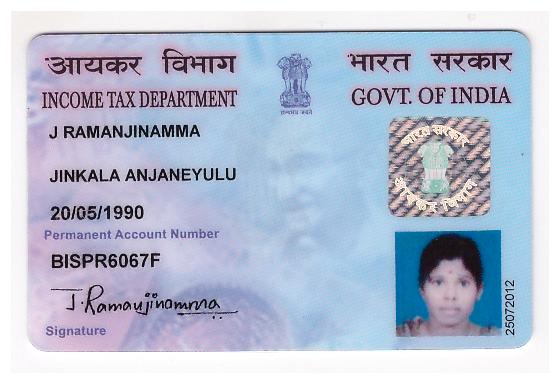 आयकर विभाग
भारत सरकार
INCOME TAX DEPARTMENT
GOVT. OF INDIA
J RAMANJINAMMA
JINKALA ANJANEYULU
20/05/1990
Permanent Account Number
BISPR6067F
J. Ramanjinamma
Signature
सत्यमेव जयते
भारत सरकार
आयकर विभाग
25072012